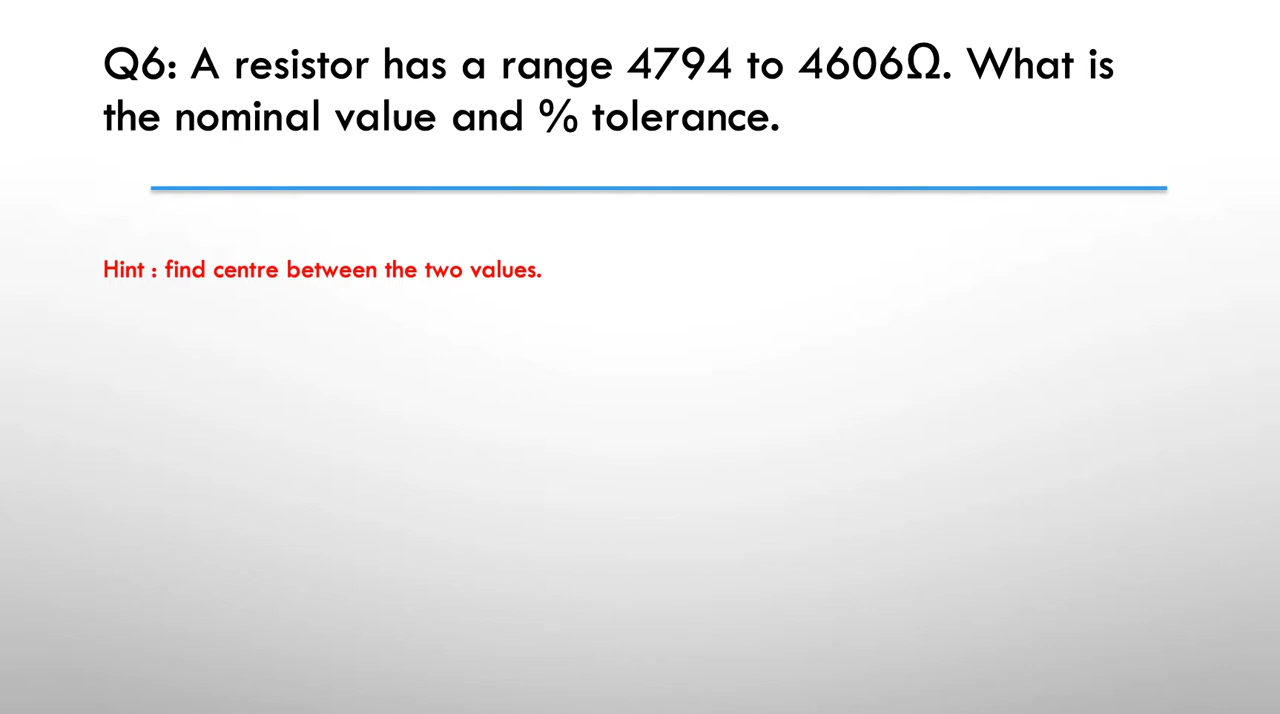 Q6: A resistor has a range 4794 to 4606Ω. What is
the nominal value and % tolerance.
Hint : find centre between the two values.